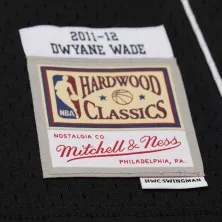 2011-12
DWYANE WADE
NBA
HARDWOOD
CLASSICS
NOSTALGIA CO.
Mitchell & Ness
PHILADELPHIA, PA.
HWC SWINGMAN